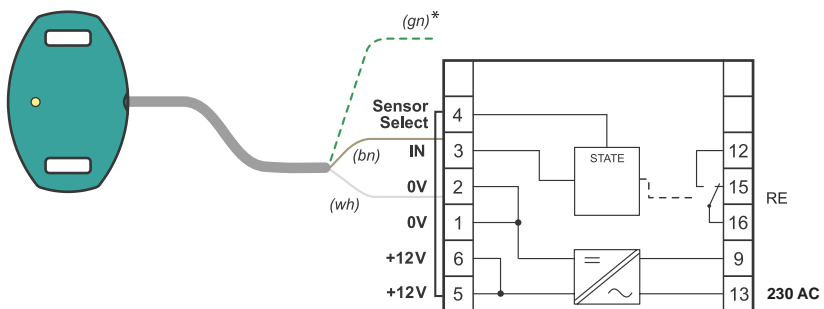 (gn)*
Sensor
Select
4
IN
(bn)
3
STATE
12
0V
2
15
RE
(wh)
0V
1
16
+12V
6
9
+12V
5
13
230 AC